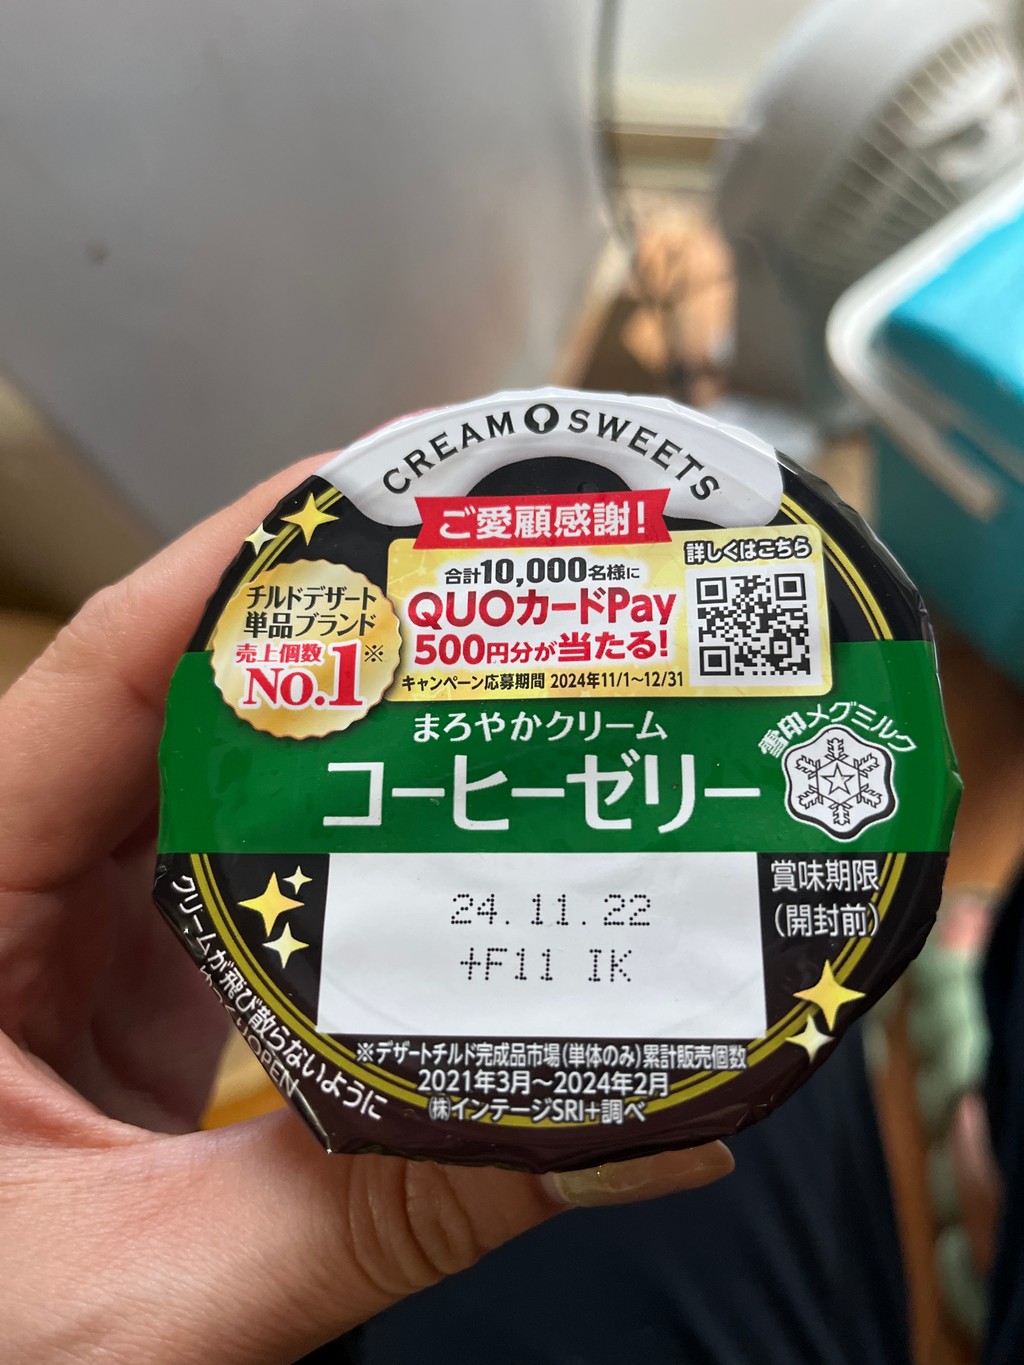 CREAM SWEETS
ご愛顧感謝!
チルドデザート
単品ブランド
売上個数
No.1※
合計10,000名様に
QUOカードPay
500円分が当たる!
キャンペーン応募期間 2024年11/1~12/31
詳しくはこちら
まろやかクリーム
コーヒーゼリー
雪印メグミルク
24.11.22
+F11 IK
賞味期限
(開封前)
クリームが飛び散らないように
OPEN
※デザートチルド完成品市場(単体のみ)累計販売個数
2021年3月~2024年2月
㈱インテージSRI+調べ